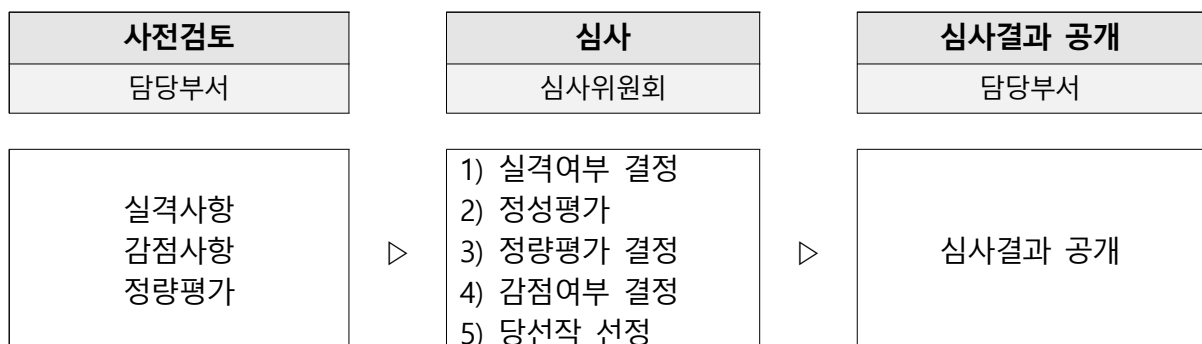 사전검토
담당부서
심사
심사위원회
심사결과 공개
담당부서
실격사항
감점사항
정량평가
▷
1) 실격여부 결정
2) 정성평가
3) 정량평가 결정
4) 감점여부 결정
5) 당선작 선정
▷
심사결과 공개